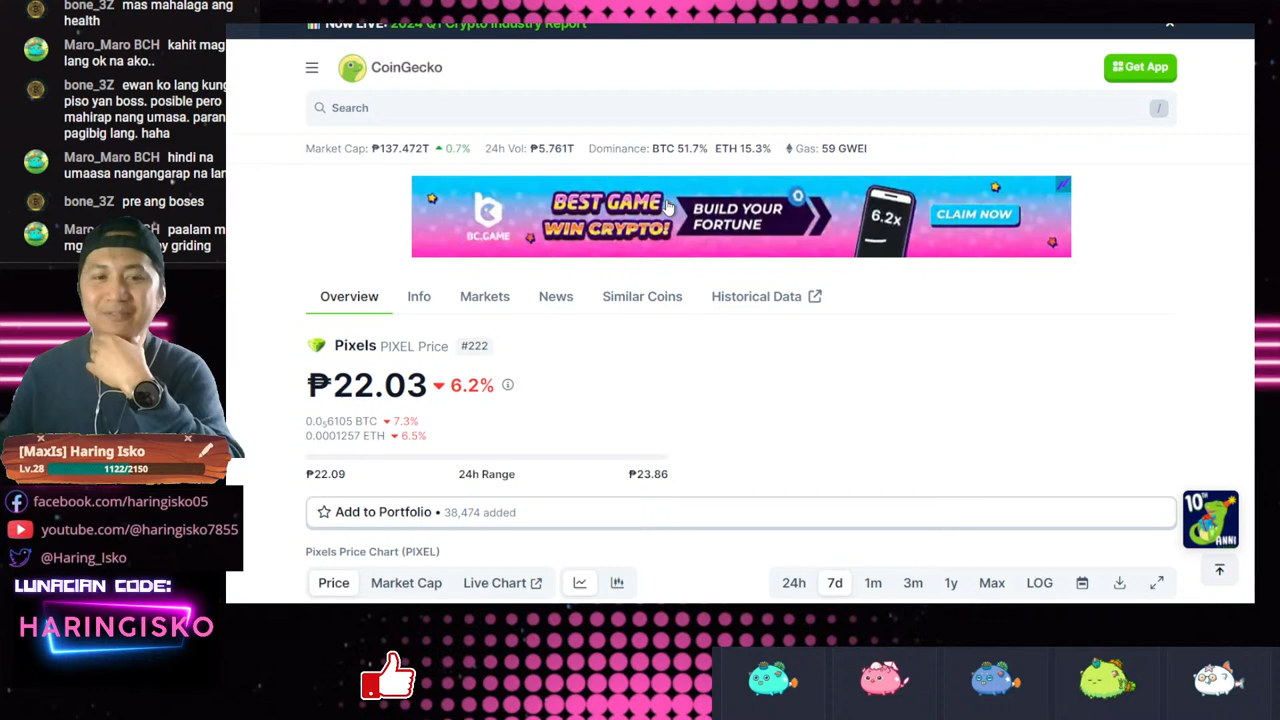 bone_3Z mas mahalaga ang
health
Maro_Maro BCH kahit mag
lang ok na ako..
bone_3Z ewan ko lang kung
piso yan boss. posible pero
mahirap nang umasa. paran
pagibig lang. haha
Maro_Maro BCH hindi na
umaasa nangangarap na lan
bone_3Z pre ang boses
paalam m
griding
Now LIVE: 2024 Q1 Crypto Industry Report
CoinGecko
Get App
Search
/
Market Cap: ₱137.472T 0.7% 24h Vol: ₱5.761T Dominance: BTC 51.7% ETH 15.3% Gas: 59 GWEI
BC.GAME
BEST GAME
WIN CRYPTO!
BUILD YOUR
FORTUNE
6.2x
CLAIM NOW
Overview Info Markets News Similar Coins Historical Data
Pixels PIXEL Price #222
₱22.03 6.2%
0.0₅6105 BTC 7.3%
0.0001257 ETH 6.5%
₱22.09 24h Range ₱23.86
Add to Portfolio • 38,474 added
10TH
ANNI
Pixels Price Chart (PIXEL)
Price Market Cap Live Chart 24h 7d 1m 3m 1y Max LOG
[MaxIs] Haring Isko
Lv.28 1122/2150
facebook.com/haringisko05
youtube.com/@haringisko7855
@Haring_Isko
LUNACIAN CODE:
HARINGISKO